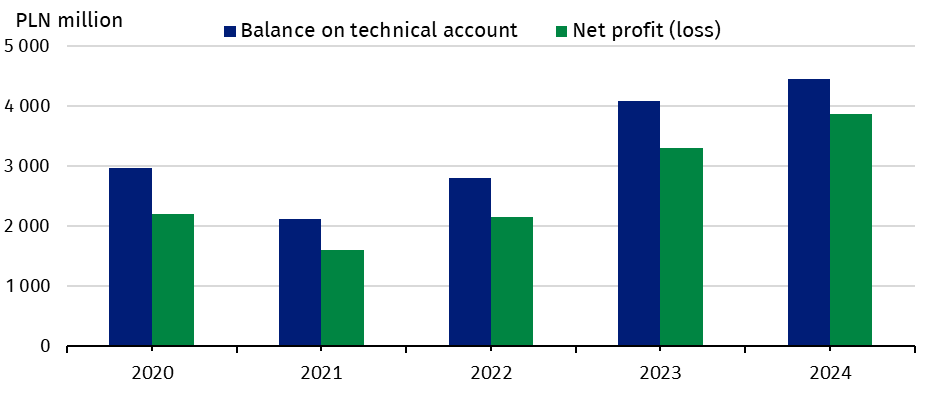 PLN million
Balance on technical account Net profit (loss)
5 000
4 000
3 000
2 000
1 000
0
2020 2021 2022 2023 2024